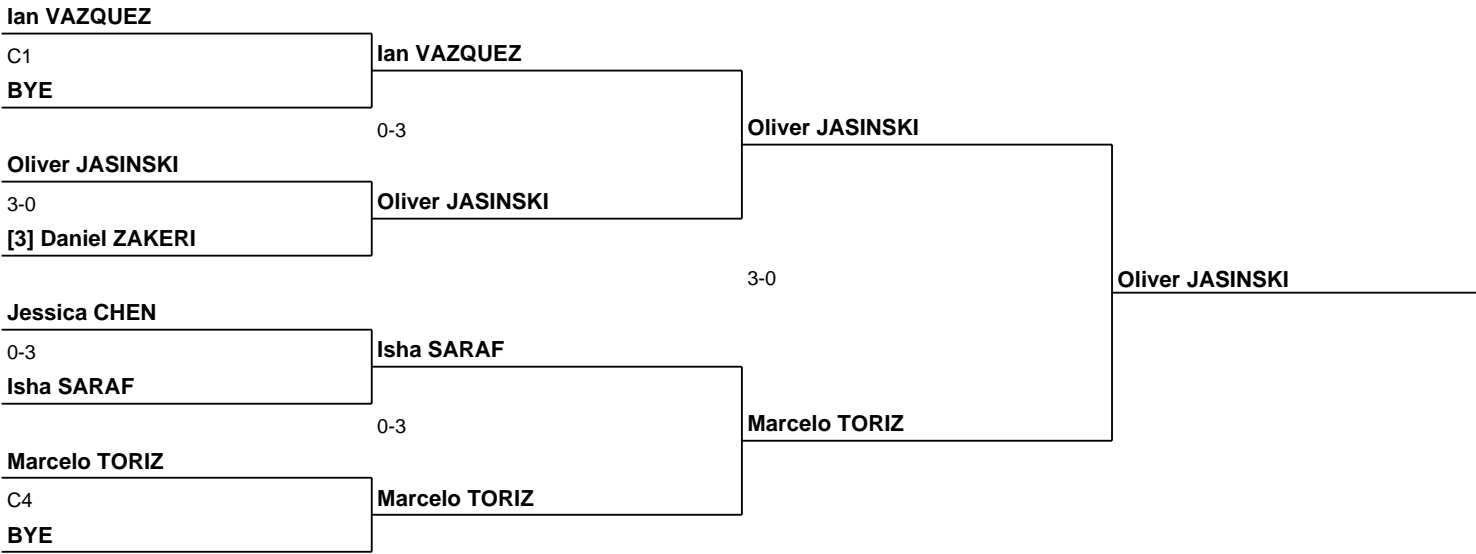 Ian VAZQUEZ
C1
Ian VAZQUEZ
BYE
0-3
Oliver JASINSKI
Oliver JASINSKI
3-0
Oliver JASINSKI
[3] Daniel ZAKERI
3-0
Oliver JASINSKI
Jessica CHEN
0-3
Isha SARAF
Isha SARAF
0-3
Marcelo TORIZ
Marcelo TORIZ
C4
Marcelo TORIZ
BYE